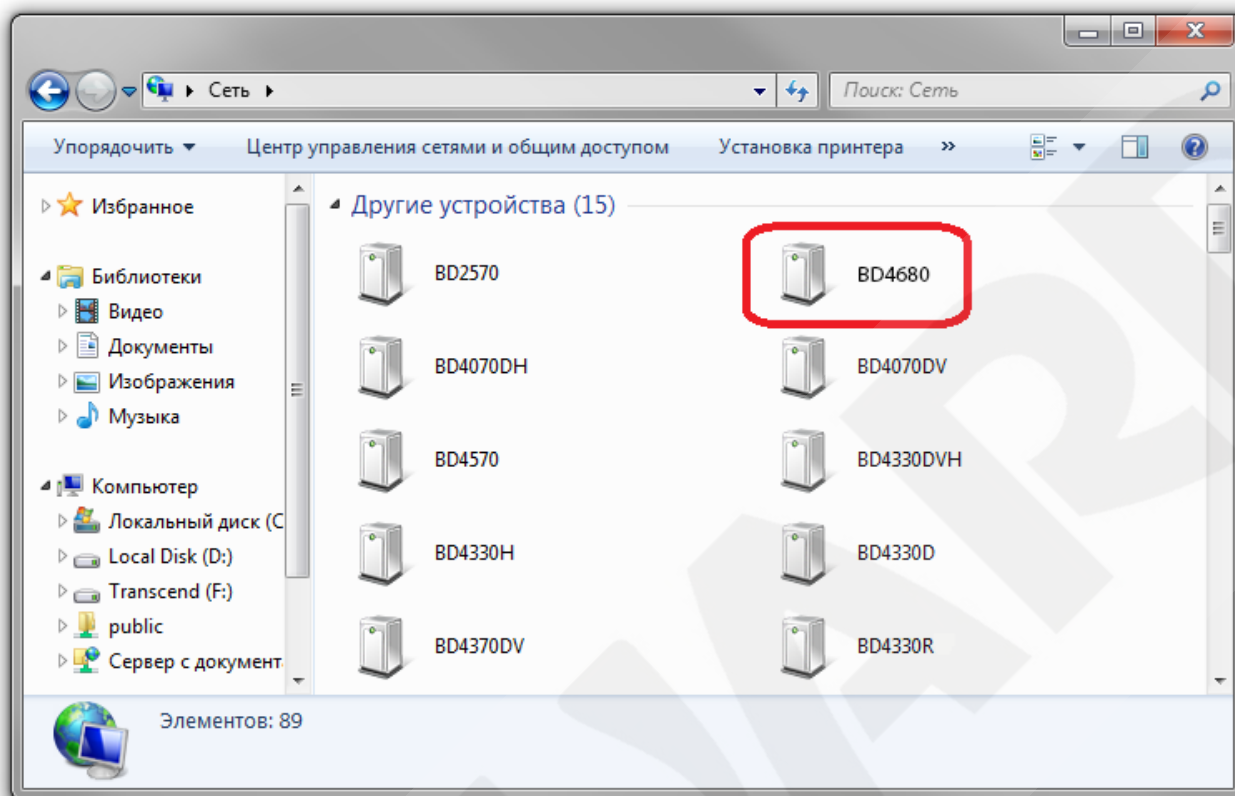 Сеть
Поиск: Сеть
Упорядочить
Центр управления сетями и общим доступом
Установка принтера
»
Избранное
Библиотеки
Видео
Документы
Изображения
Музыка
Компьютер
Локальный диск (C
Local Disk (D:)
Transcend (F:)
public
Сервер с документ
Другие устройства (15)
BD2570
BD4680
BD4070DH
BD4070DV
BD4570
BD4330DVH
BD4330H
BD4330D
BD4370DV
BD4330R
Элементов: 89